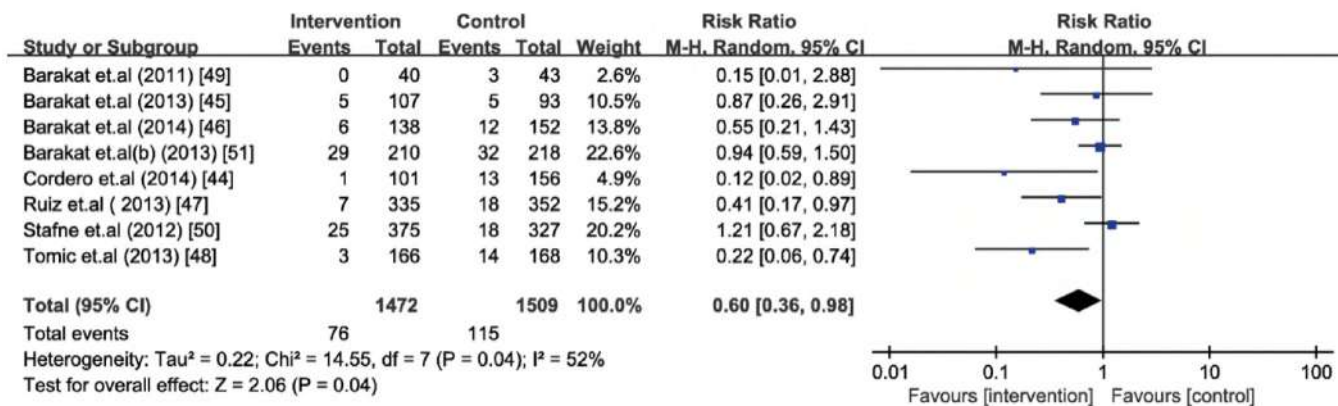 Intervention Control Risk Ratio Risk Ratio
Study or Subgroup Events Total Events Total Weight M-H. Random. 95% CI M-H. Random. 95% CI
Barakat et.al (2011) [49] 0 40 3 43 2.6% 0.15 [0.01, 2.88]
Barakat et.al (2013) [45] 5 107 5 93 10.5% 0.87 [0.26, 2.91]
Barakat et.al (2014) [46] 6 138 12 152 13.8% 0.55 [0.21, 1.43]
Barakat et.al(b) (2013) [51] 29 210 32 218 22.6% 0.94 [0.59, 1.50]
Cordero et.al (2014) [44] 1 101 13 156 4.9% 0.12 [0.02, 0.89]
Ruiz et.al ( 2013) [47] 7 335 18 352 15.2% 0.41 [0.17, 0.97]
Stafne et.al (2012) [50] 25 375 18 327 20.2% 1.21 [0.67, 2.18]
Tomic et.al (2013) [48] 3 166 14 168 10.3% 0.22 [0.06, 0.74]
Total (95% CI) 1472 1509 100.0% 0.60 [0.36, 0.98]
Total events 76 115
Heterogeneity: Tau² = 0.22; Chi² = 14.55, df = 7 (P = 0.04); I² = 52%
Test for overall effect: Z = 2.06 (P = 0.04)
0.01 0.1 1 10 100
Favours [intervention] Favours [control]